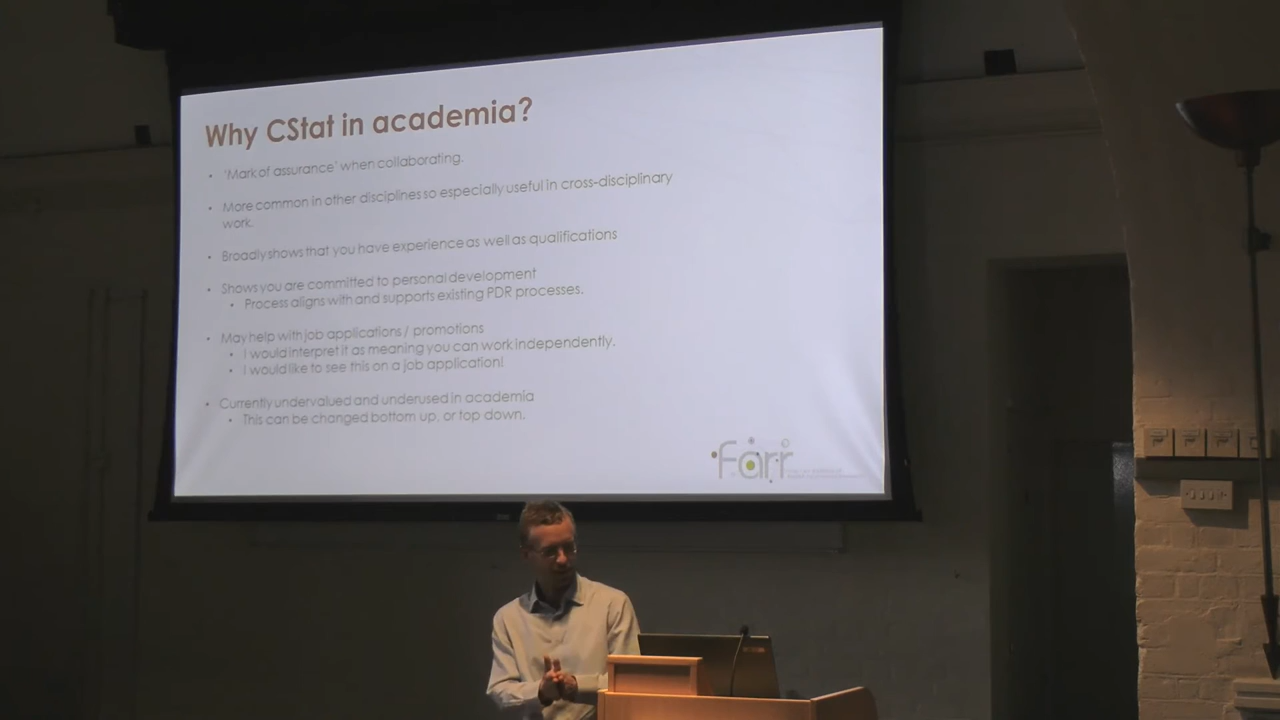 Why CStat in academia?
• 'Mark of assurance' when collaborating.
• More common in other disciplines so especially useful in cross-disciplinary
work.
• Broadly shows that you have experience as well as qualifications
• Shows you are committed to personal development
• Process aligns with and supports existing PDR processes.
• May help with job applications / promotions
• I would interpret it as meaning you can work independently.
• I would like to see this on a job application!
• Currently undervalued and underused in academia
• This can be changed bottom up, or top down.
Farr